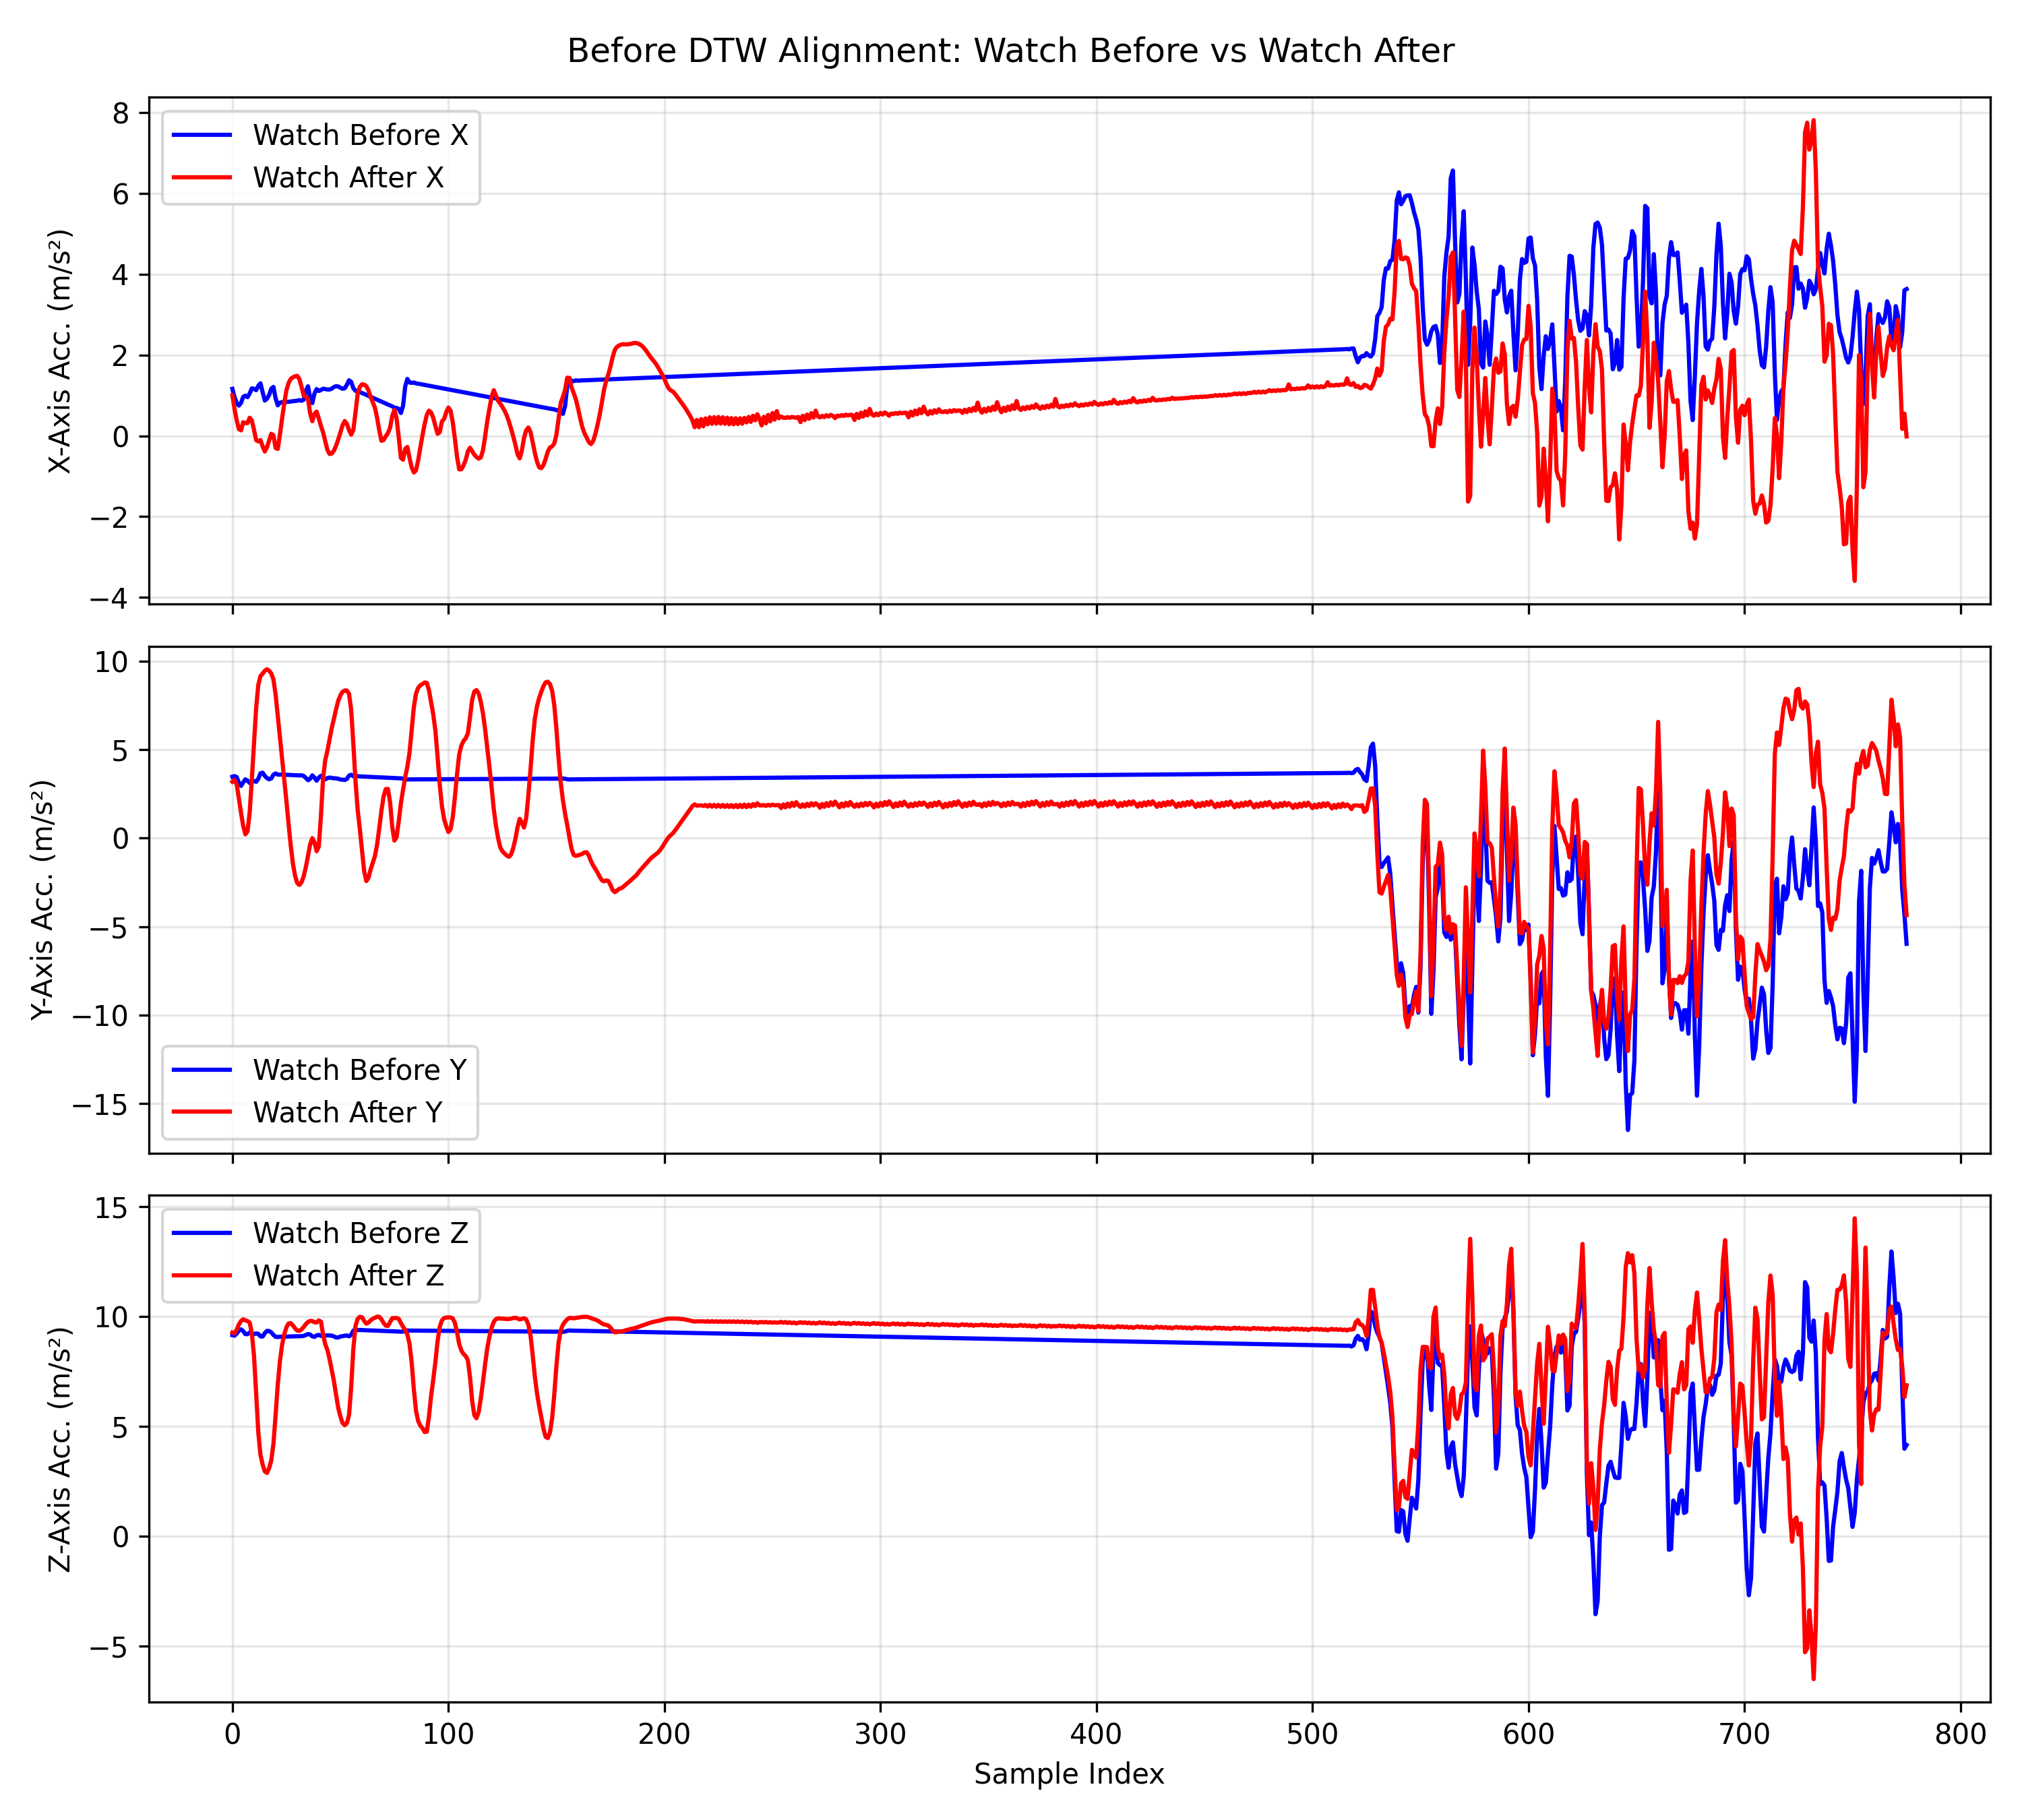 Before DTW Alignment: Watch Before vs Watch After
8
6
4
2
0
−2
−4
X-Axis Acc. (m/s²)
Watch Before X
Watch After X
10
5
0
−5
−10
−15
Y-Axis Acc. (m/s²)
Watch Before Y
Watch After Y
15
10
5
0
−5
Z-Axis Acc. (m/s²)
Watch Before Z
Watch After Z
0 100 200 300 400 500 600 700 800
Sample Index